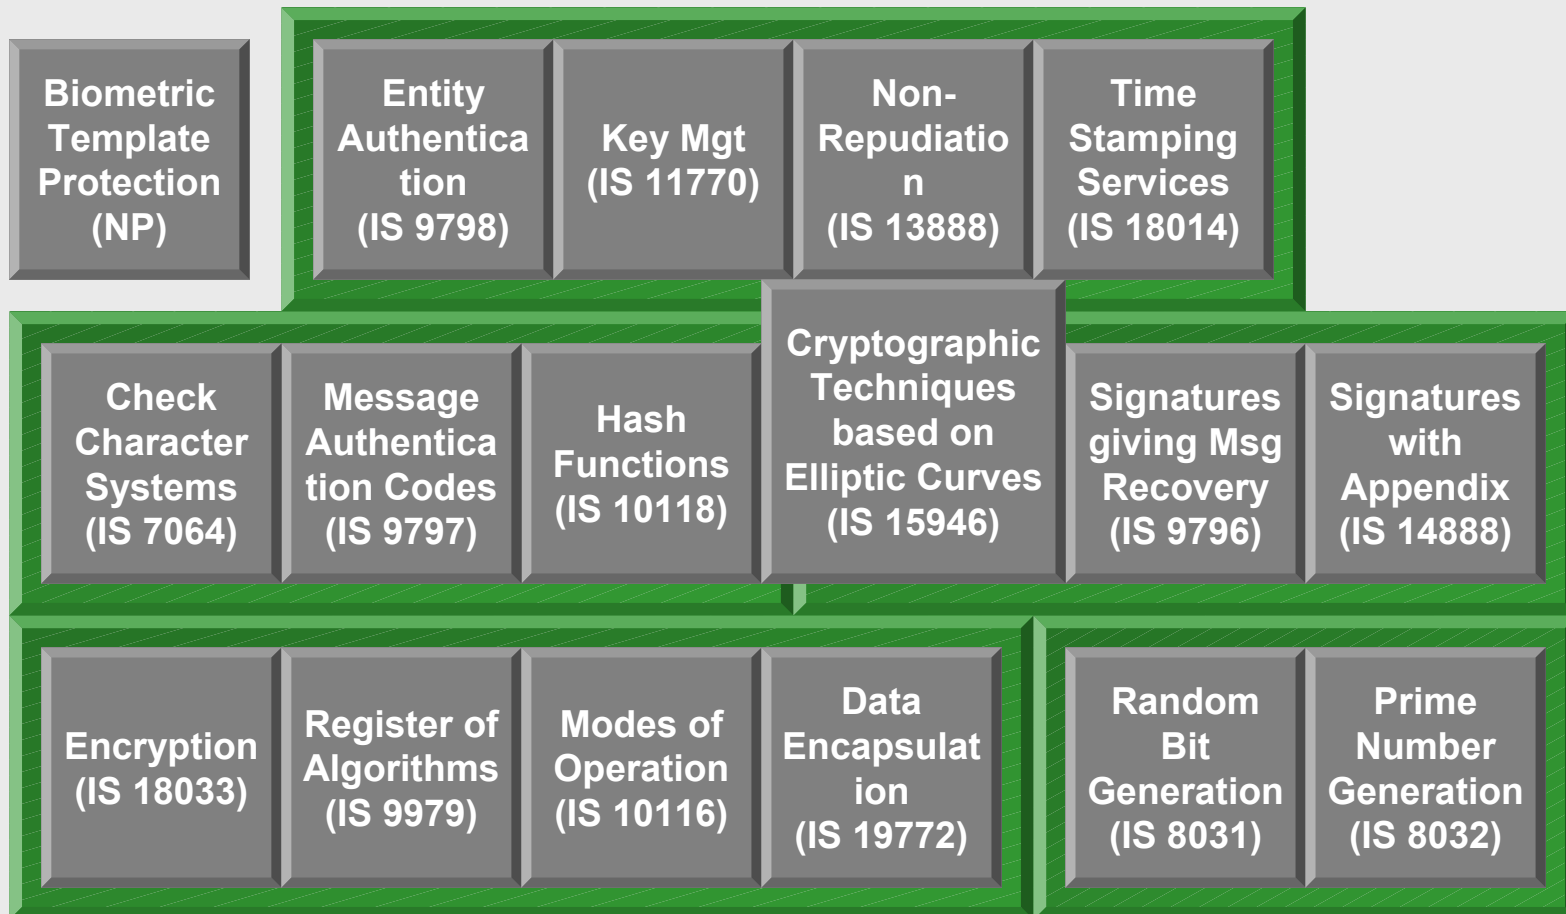 Biometric
Template
Protection
(NP)
Entity
Authentica
tion
(IS 9798)
Key Mgt
(IS 11770)
Non-
Repudiatio
n
(IS 13888)
Time
Stamping
Services
(IS 18014)
Check
Character
Systems
(IS 7064)
Message
Authentica
tion Codes
(IS 9797)
Hash
Functions
(IS 10118)
Cryptographic
Techniques
based on
Elliptic Curves
(IS 15946)
Signatures
giving Msg
Recovery
(IS 9796)
Signatures
with
Appendix
(IS 14888)
Encryption
(IS 18033)
Register of
Algorithms
(IS 9979)
Modes of
Operation
(IS 10116)
Data
Encapsulat
ion
(IS 19772)
Random
Bit
Generation
(IS 8031)
Prime
Number
Generation
(IS 8032)